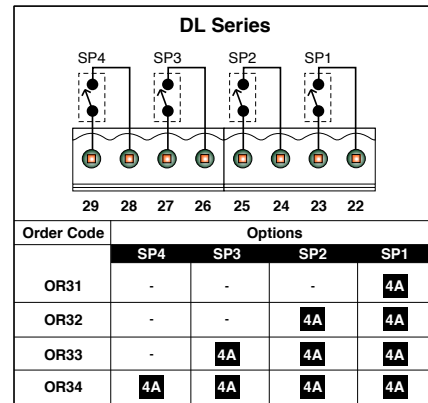 DL Series
SP4 SP3 SP2 SP1
29 28 27 26 25 24 23 22
Order Code Options
SP4 SP3 SP2 SP1
OR31 - - - 4A
OR32 - - 4A 4A
OR33 - 4A 4A 4A
OR34 4A 4A 4A 4A